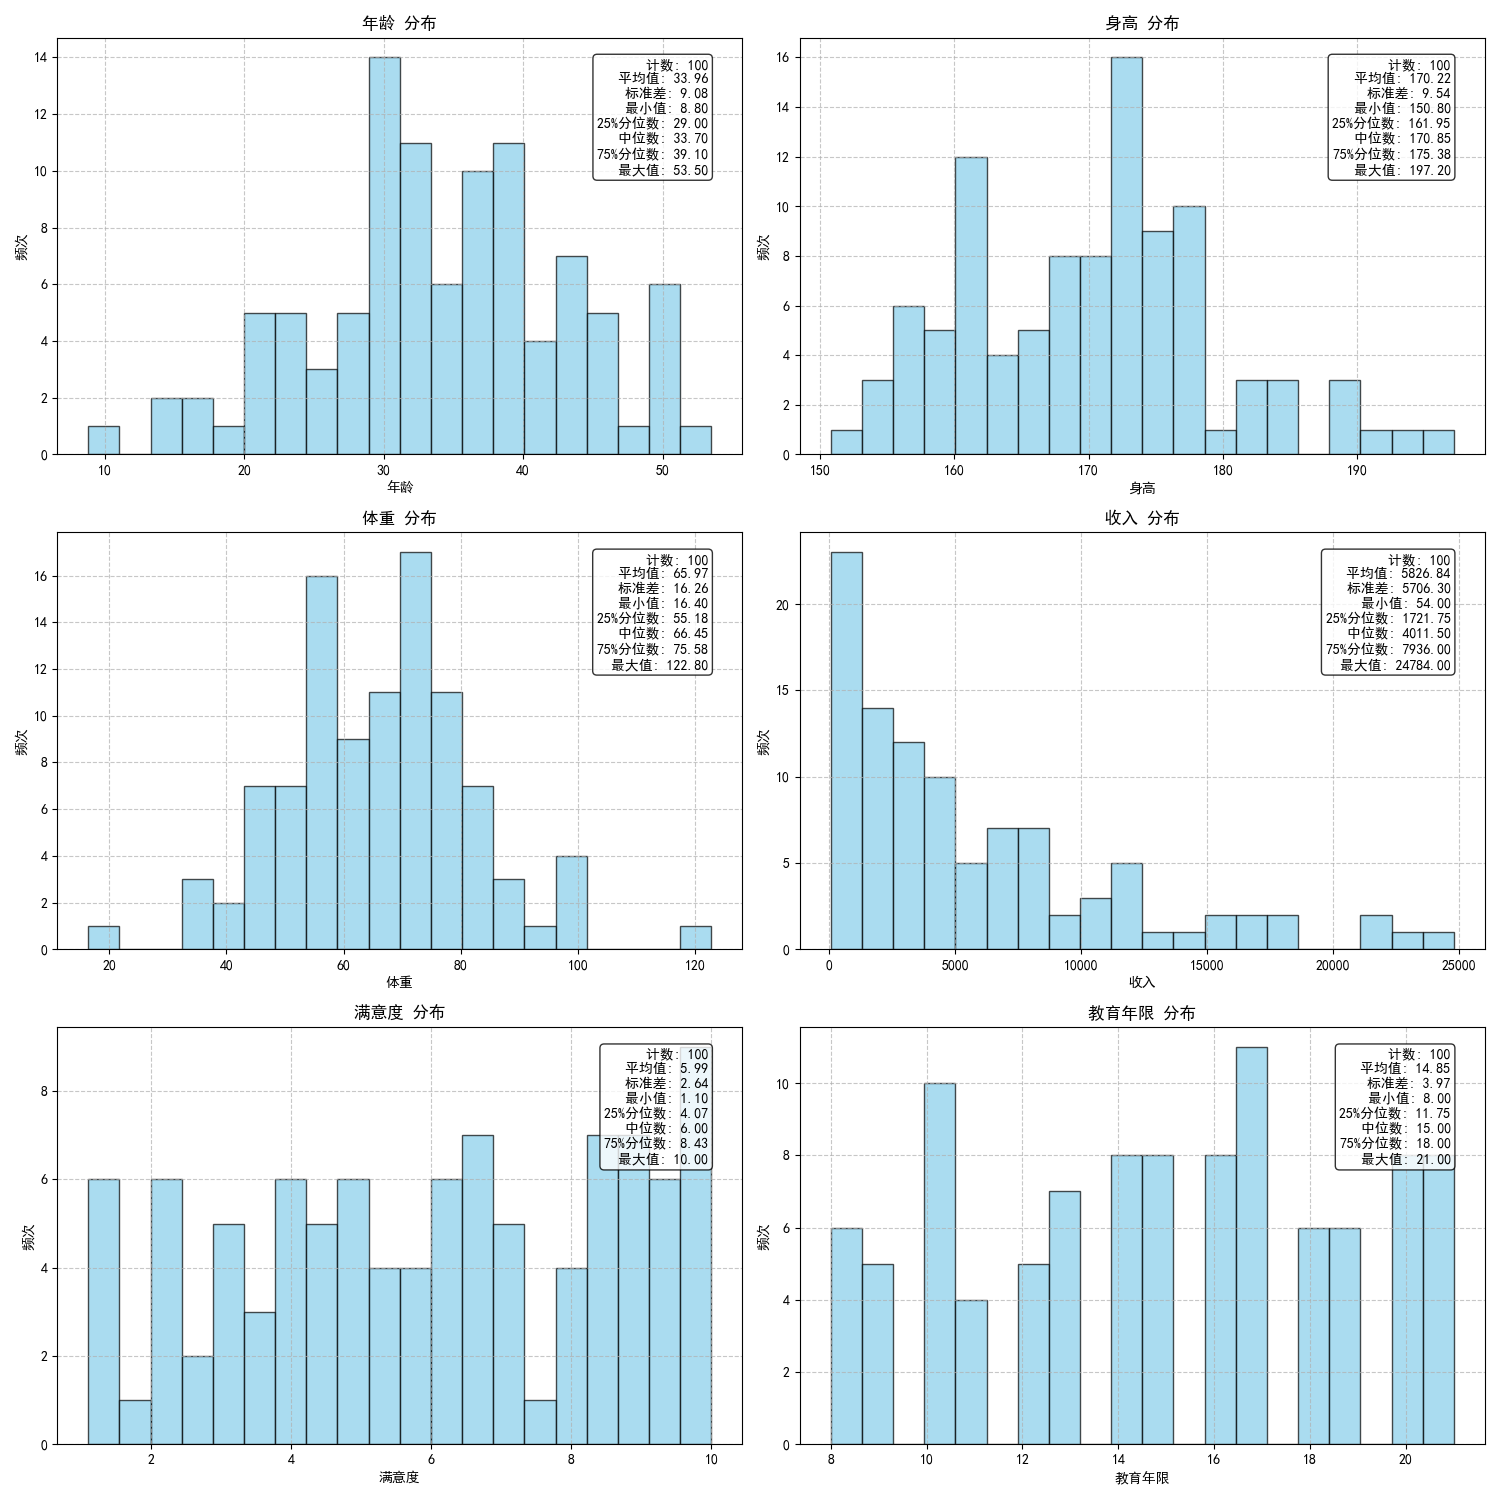 年龄 分布
14
12
10
8
6
4
2
0
频次
计数: 100
平均值: 33.96
标准差: 9.08
最小值: 8.80
25%分位数: 29.00
中位数: 33.70
75%分位数: 39.10
最大值: 53.50
10 20 30 40 50
年龄
身高 分布
16
14
12
10
8
6
4
2
0
频次
计数: 100
平均值: 170.22
标准差: 9.54
最小值: 150.80
25%分位数: 161.95
中位数: 170.85
75%分位数: 175.38
最大值: 197.20
150 160 170 180 190
身高
体重 分布
16
14
12
10
8
6
4
2
0
频次
计数: 100
平均值: 65.97
标准差: 16.26
最小值: 16.40
25%分位数: 55.18
中位数: 66.45
75%分位数: 75.58
最大值: 122.80
20 40 60 80 100 120
体重
收入 分布
20
15
10
5
0
频次
计数: 100
平均值: 5826.84
标准差: 5706.30
最小值: 54.00
25%分位数: 1721.75
中位数: 4011.50
75%分位数: 7936.00
最大值: 24784.00
0 5000 10000 15000 20000 25000
收入
满意度 分布
8
6
4
2
0
频次
计数: 100
平均值: 5.99
标准差: 2.64
最小值: 1.10
25%分位数: 4.07
中位数: 6.00
75%分位数: 8.43
最大值: 10.00
2 4 6 8 10
满意度
教育年限 分布
10
8
6
4
2
0
频次
计数: 100
平均值: 14.85
标准差: 3.97
最小值: 8.00
25%分位数: 11.75
中位数: 15.00
75%分位数: 18.00
最大值: 21.00
8 10 12 14 16 18 20
教育年限